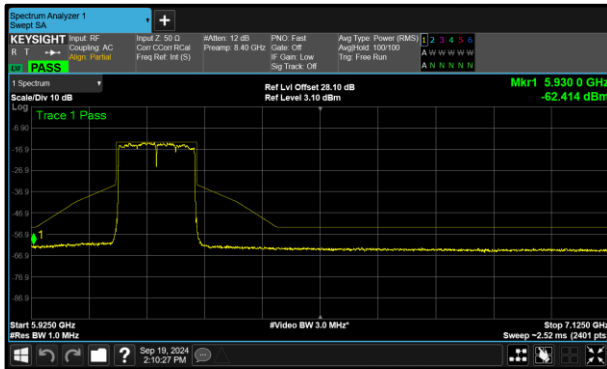 Spectrum Analyzer 1
Swept SA
KEYSIGHT Input: RF Input Z: 50 Ω #Atten: 12 dB PNO: Fast Avg Type: Power (RMS) 1 2 3 4 5 6
R T Coupling: AC Corr CCorr RCal Preamp: 8.40 GHz Gate: Off Avg|Hold: 100/100 A W W W W W
Align: Partial Freq Ref: Int (S) IF Gain: Low Trig: Free Run
LW PASS Sig Track: Off A N N N N N
1 Spectrum Ref Lvl Offset 28.10 dB Mkr1 5.930 0 GHz
Scale/Div 10 dB Ref Level 3.10 dBm -62.414 dBm
Log
Trace 1 Pass
-6.90
-16.9
-26.9
-36.9
-46.9
-56.9
1
-66.9
-76.9
-86.9
Start 5.9250 GHz #Video BW 3.0 MHz* Stop 7.1250 GHz
#Res BW 1.0 MHz Sweep ~2.52 ms (2401 pts)
? Sep 19, 2024
2:10:27 PM